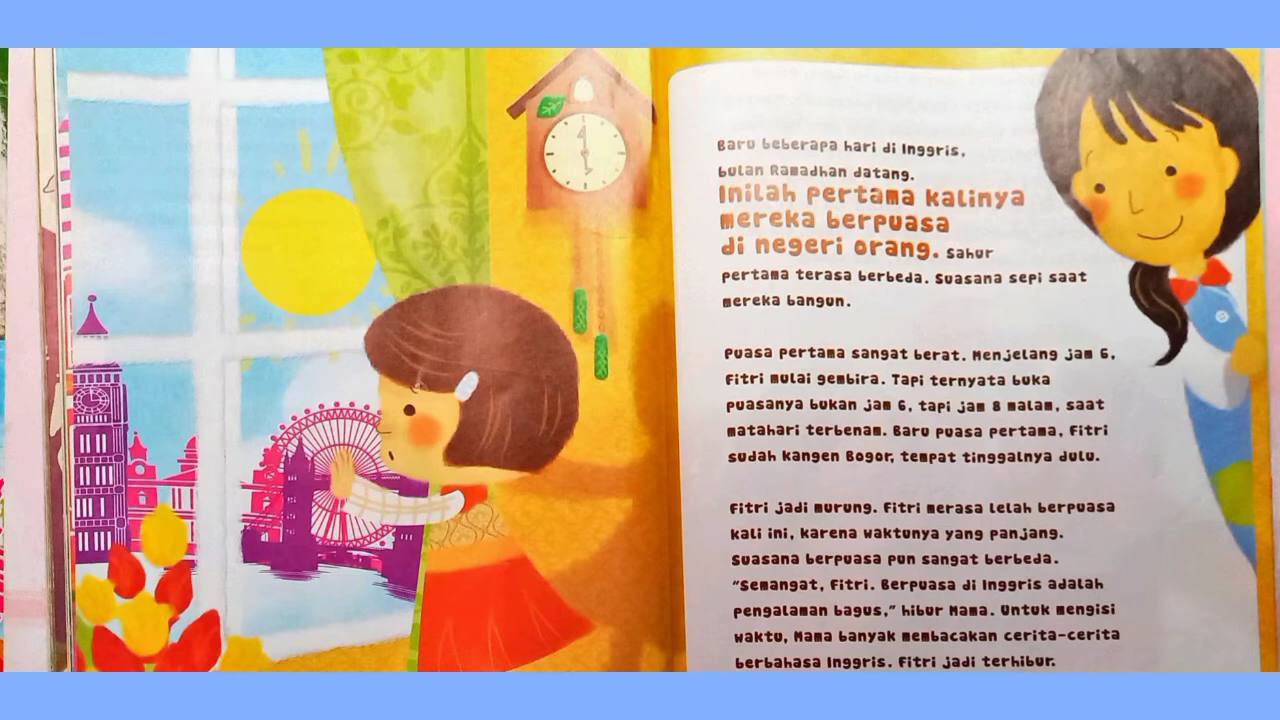 Baru beberapa hari di Inggris,
bulan Ramadhan datang.
Inilah pertama kalinya
mereka berpuasa
di negeri orang. Sahur
pertama terasa berbeda. Suasana sepi saat
mereka bangun.
Puasa pertama sangat berat. Menjelang jam 6,
Fitri mulai gembira. Tapi ternyata buka
puasanya bukan jam 6, tapi jam 8 malam, saat
matahari terbenam. Baru puasa pertama, Fitri
sudah kangen Bogor, tempat tinggalnya dulu.
Fitri jadi murung. Fitri merasa lelah berpuasa
kali ini, karena waktunya yang panjang.
Suasana berpuasa pun sangat berbeda.
"Semangat, Fitri. Berpuasa di Inggris adalah
pengalaman bagus," hibur Mama. Untuk mengisi
waktu, Mama banyak membacakan cerita-cerita
berbahasa Inggris. Fitri jadi terhibur.